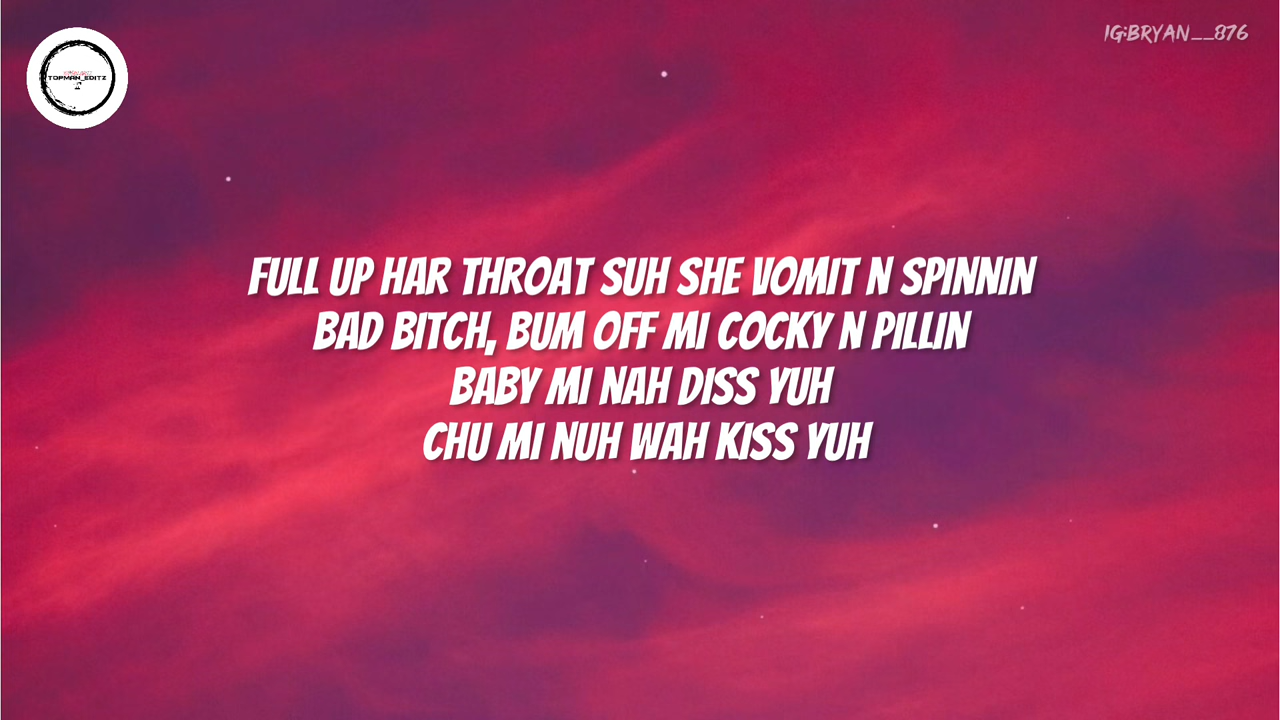 IG:BRYAN__876
TOPMAN_EDITZ
FULL UP HAR THROAT SUH SHE VOMIT N SPINNIN
BAD BITCH, BUM OFF MI COCKY N PILLIN
BABY MI NAH DISS YUH
CHU MI NUH WAH KISS YUH